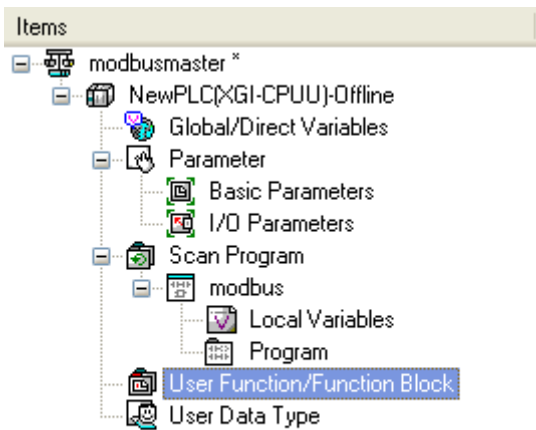 Items
modbusmaster *
NewPLC(XGI-CPUU)-Offline
Global/Direct Variables
Parameter
Basic Parameters
I/O Parameters
Scan Program
modbus
Local Variables
Program
User Function/Function Block
User Data Type